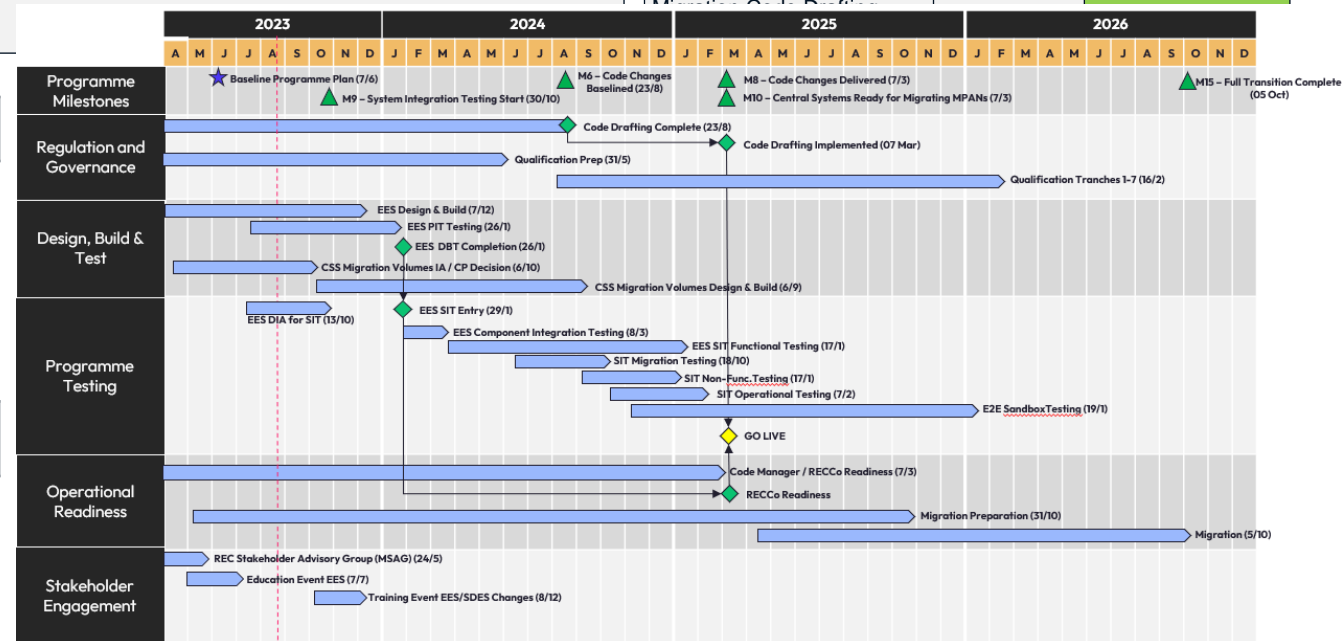 Migration Code Drafting
2023 2024 2025 2026
A M J J A S O N D J F M A M J J A S O N D J F M A M J J A S O N D J F M A M J J A S O N D
Programme
Milestones
Baseline Programme Plan (7/6)
M9 – System Integration Testing Start (30/10)
M6 – Code Changes
Baselined (23/8)
M8 – Code Changes Delivered (7/3)
M10 – Central Systems Ready for Migrating MPANs (7/3)
M15 – Full Transition Complete
(05 Oct)
Regulation and
Governance
Code Drafting Complete (23/8)
Code Drafting Implemented (07 Mar)
Qualification Prep (31/5)
Qualification Tranches 1-7 (16/2)
Design, Build &
Test
EES Design & Build (7/12)
EES PIT Testing (26/1)
EES DBT Completion (26/1)
CSS Migration Volumes IA / CP Decision (6/10)
CSS Migration Volumes Design & Build (6/9)
Programme
Testing
EES DIA for SIT (13/10)
EES SIT Entry (29/1)
EES Component Integration Testing (8/3)
EES SIT Functional Testing (17/1)
SIT Migration Testing (18/10)
SIT Non-Func.Testing (17/1)
SIT Operational Testing (7/2)
E2E SandboxTesting (19/1)
GO LIVE
Operational
Readiness
Code Manager / RECCo Readiness (7/3)
RECCo Readiness
Migration Preparation (31/10)
Migration (5/10)
Stakeholder
Engagement
REC Stakeholder Advisory Group (MSAG) (24/5)
Education Event EES (7/7)
Training Event EES/SDES Changes (8/12)